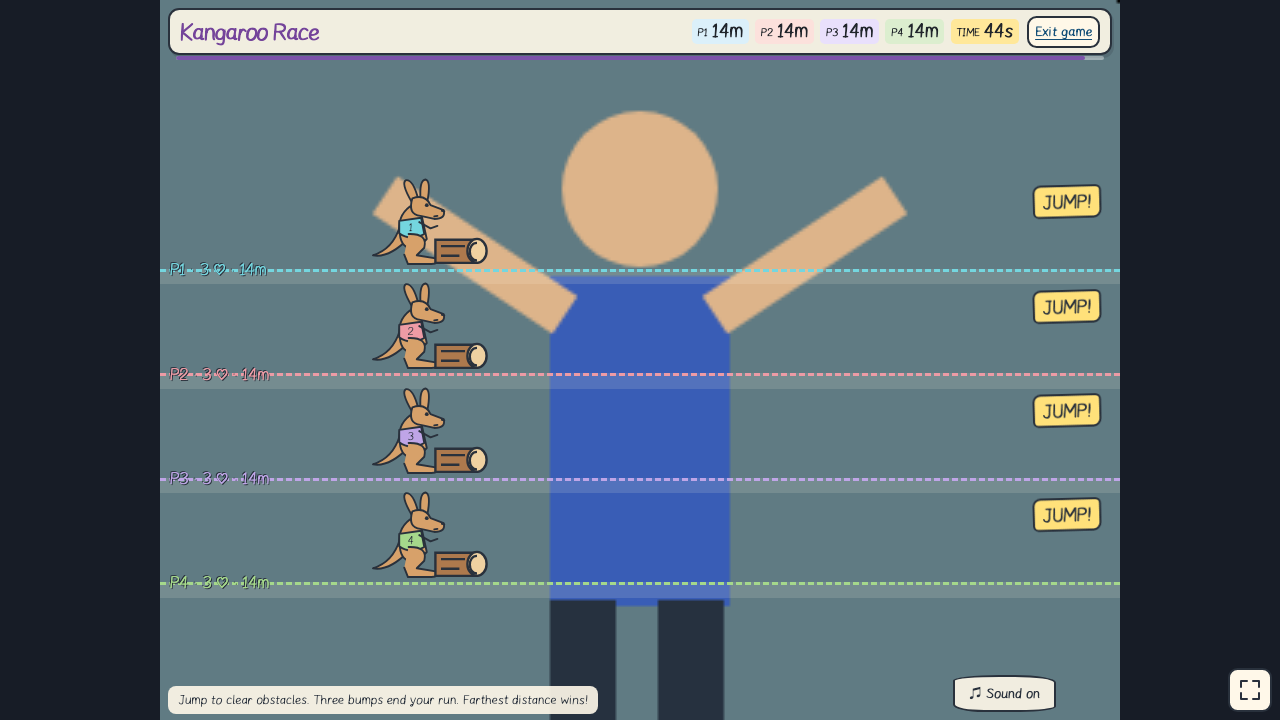 Kangaroo Race
P1 14m P2 14m P3 14m P4 14m TIME 44s Exit game
JUMP!
1
P1 · 3 ♡ · 14m
JUMP!
2
P2 · 3 ♡ · 14m
JUMP!
3
P3 · 3 ♡ · 14m
JUMP!
4
P4 · 3 ♡ · 14m
Jump to clear obstacles. Three bumps end your run. Farthest distance wins!
♫ Sound on